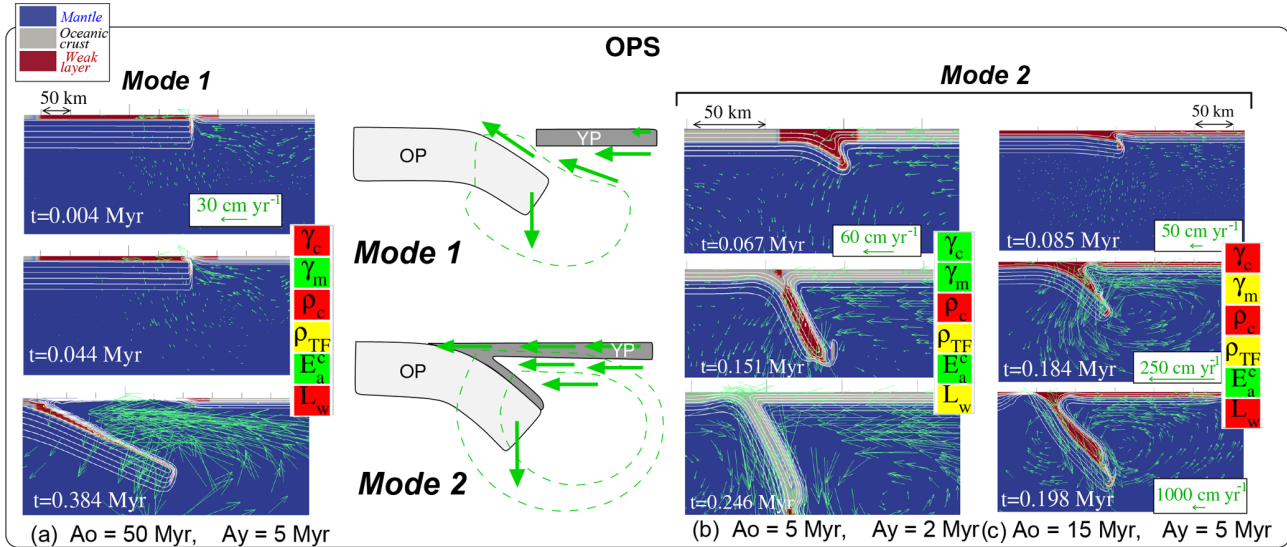 Mantle
Oceanic
crust
Weak
layer
OPS
Mode 1
50 km
t=0.004 Myr
30 cm yr⁻¹
t=0.044 Myr
t=0.384 Myr
γc
γm
ρc
ρTF
Eₐᶜ
Lw
(a) Ao = 50 Myr, Ay = 5 Myr
OP
YP
Mode 1
OP
YP
Mode 2
Mode 2
50 km
t=0.067 Myr
60 cm yr⁻¹
t=0.151 Myr
t=0.246 Myr
γc
γm
ρc
ρTF
Eₐᶜ
Lw
(b) Ao = 5 Myr, Ay = 2 Myr
50 km
t=0.085 Myr
50 cm yr⁻¹
t=0.184 Myr
250 cm yr⁻¹
t=0.198 Myr
1000 cm yr⁻¹
γc
γm
ρc
ρTF
Eₐᶜ
Lw
(c) Ao = 15 Myr, Ay = 5 Myr